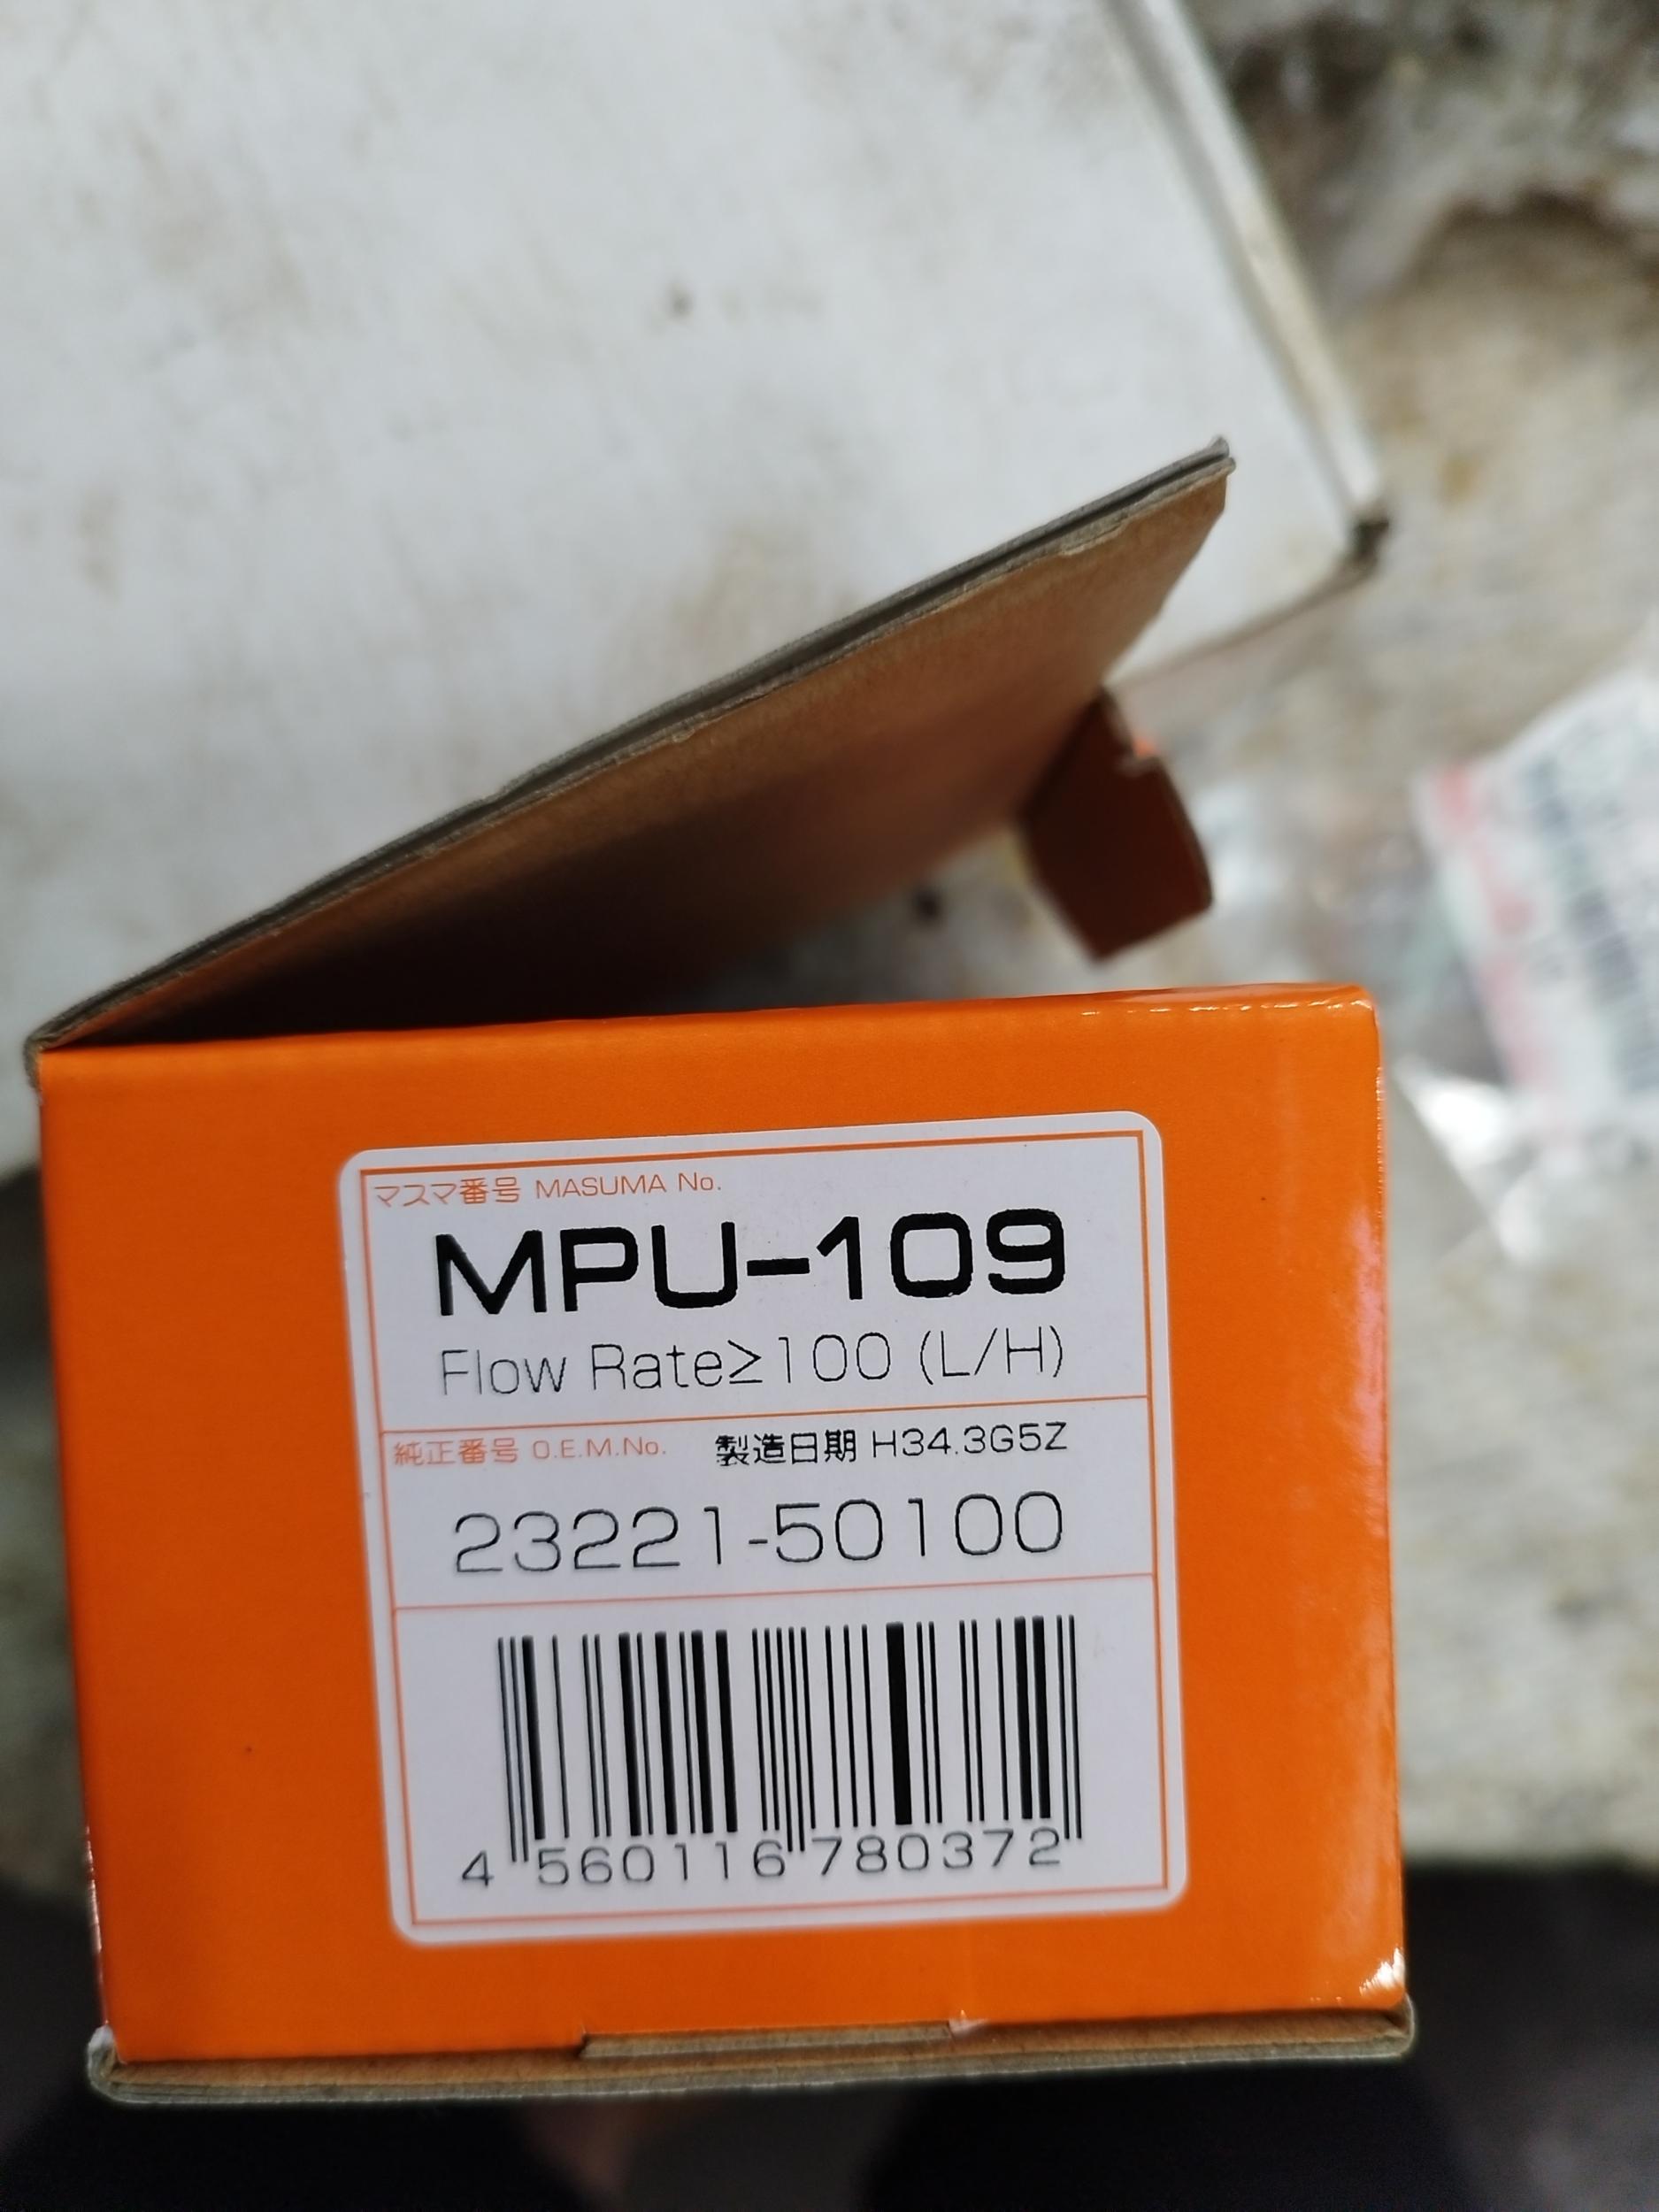 マスマ番号 MASUMA No.
MPU-109
Flow Rate≥100 (L/H)
純正番号 O.E.M.No. 製造日期 H34.3G5Z
23221-50100
4 560116 780372